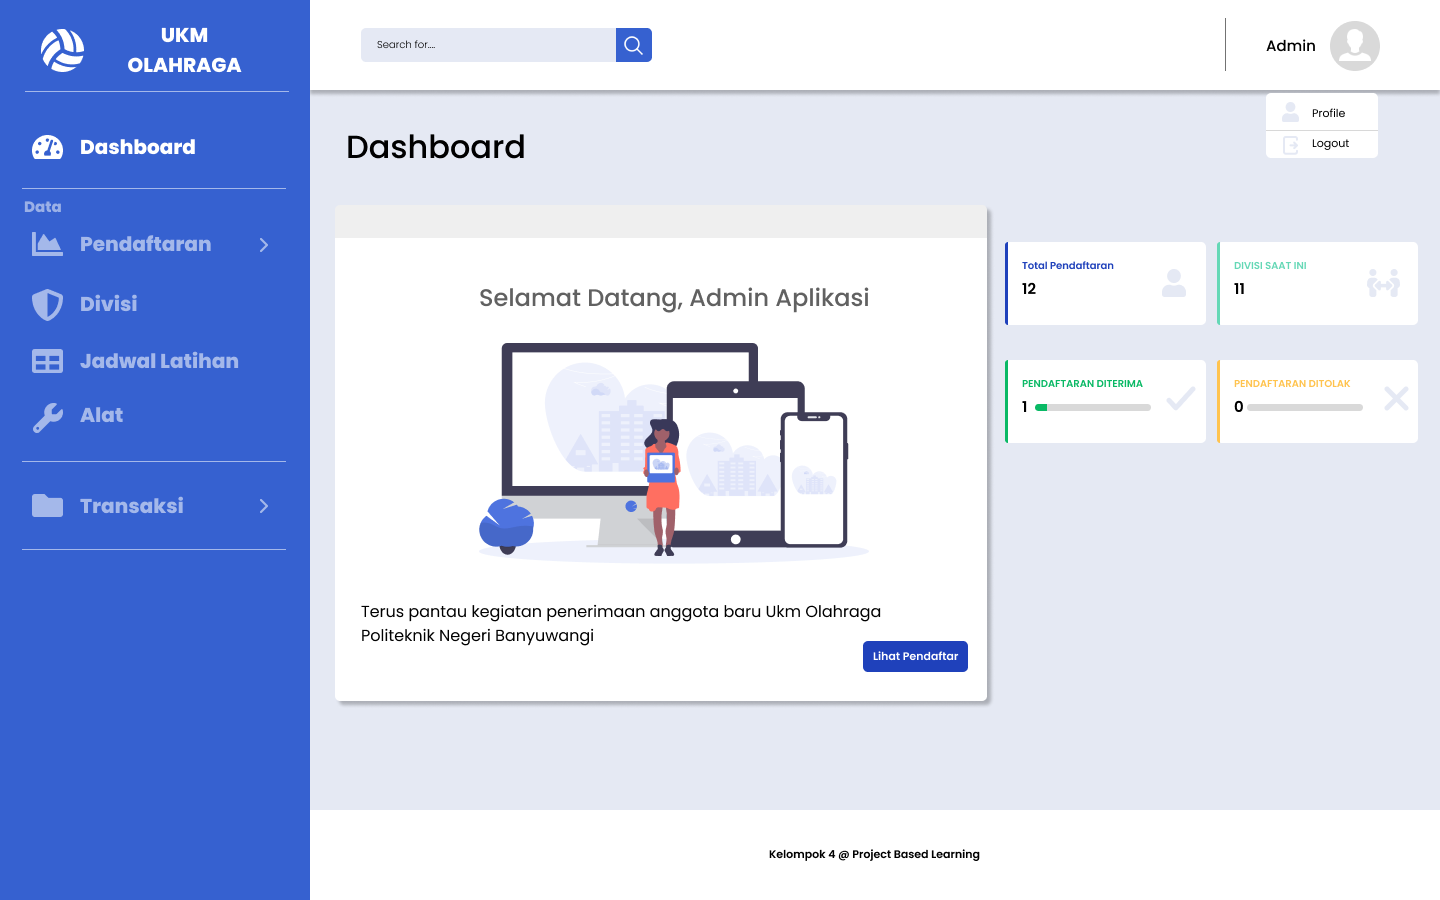 UKM
OLAHRAGA
Dashboard
Data
Pendaftaran
Divisi
Jadwal Latihan
Alat
Transaksi
Search for....
Admin
Profile
Logout
Dashboard
Selamat Datang, Admin Aplikasi
Terus pantau kegiatan penerimaan anggota baru Ukm Olahraga
Politeknik Negeri Banyuwangi
Lihat Pendaftar
Total Pendaftaran
12
DIVISI SAAT INI
11
PENDAFTARAN DITERIMA
1
PENDAFTARAN DITOLAK
0
Kelompok 4 @ Project Based Learning